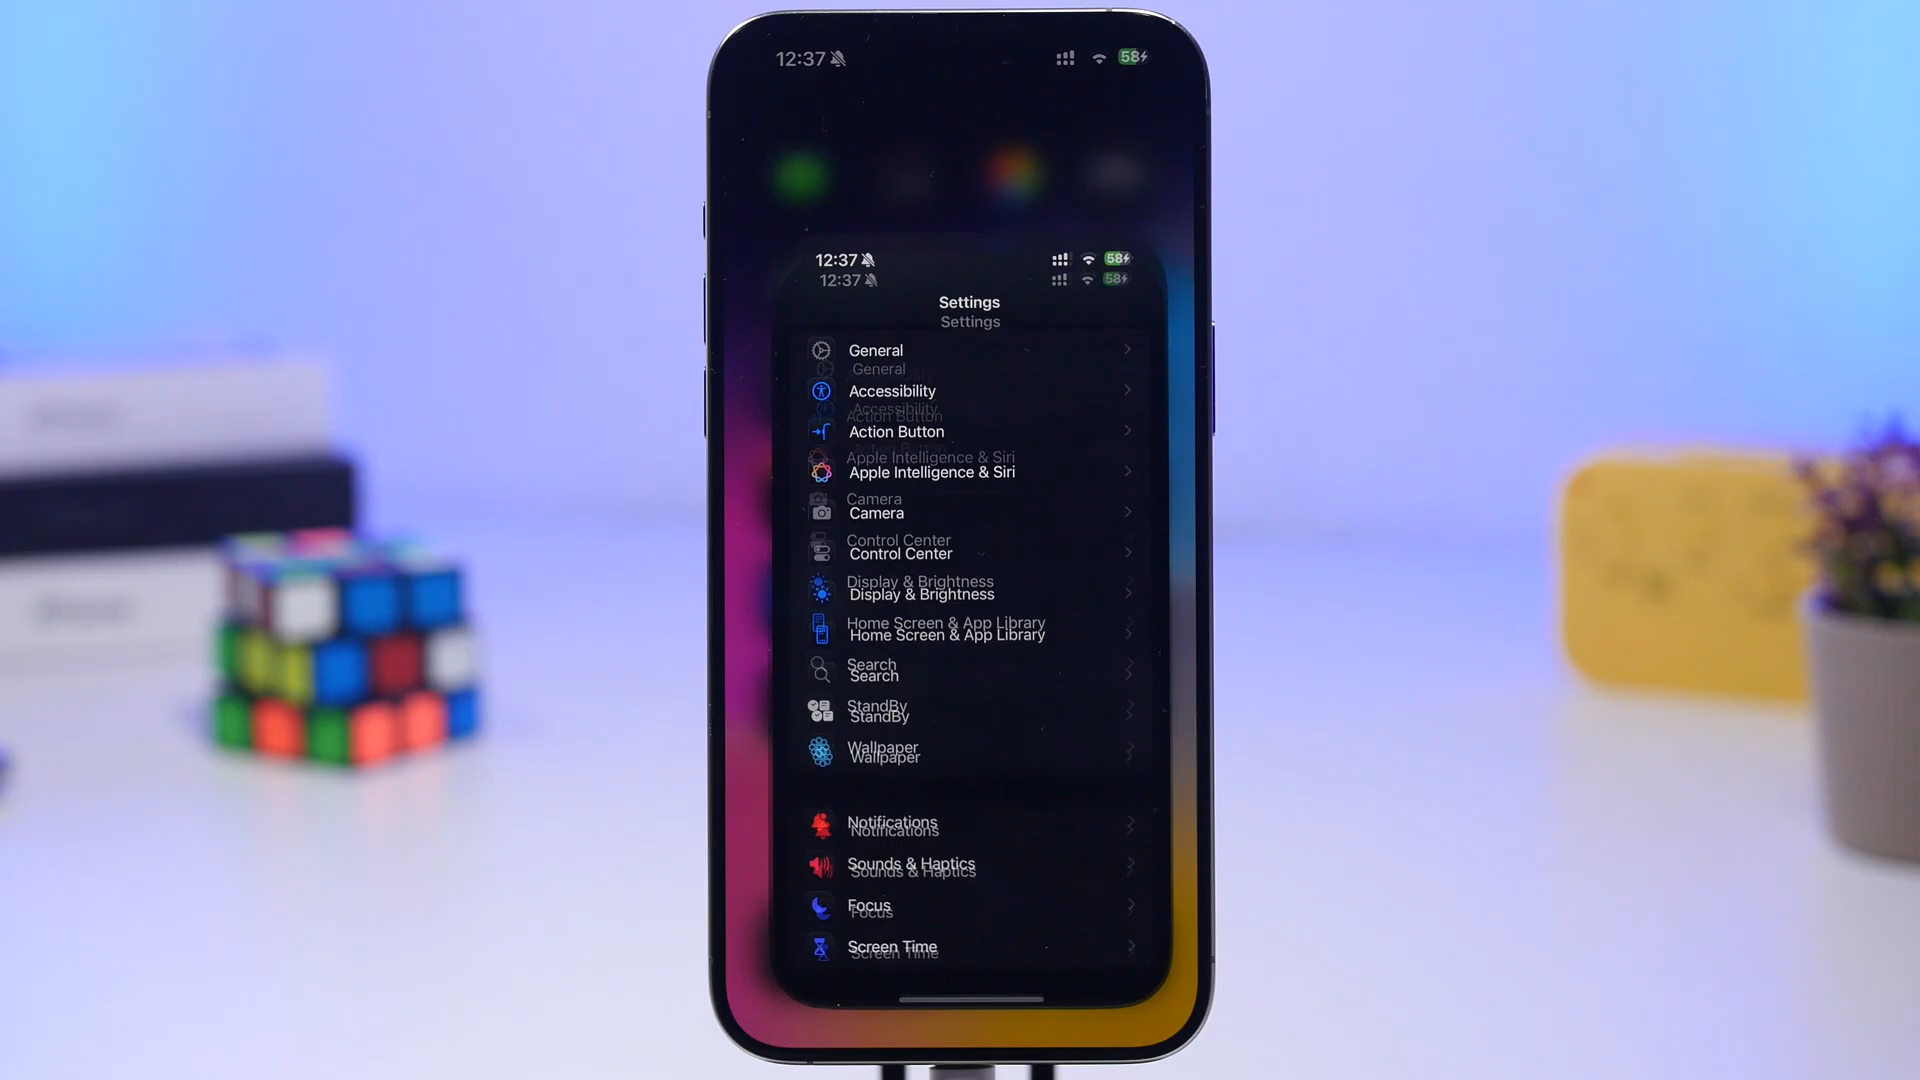 12:37 58
12:37 58
12:37 58
Settings
Settings
General
General
Accessibility
Accessibility
Action Button
Action Button
Apple Intelligence & Siri
Apple Intelligence & Siri
Camera
Camera
Control Center
Control Center
Display & Brightness
Display & Brightness
Home Screen & App Library
Home Screen & App Library
Search
Search
StandBy
StandBy
Wallpaper
Wallpaper
Notifications
Notifications
Sounds & Haptics
Sounds & Haptics
Focus
Focus
Screen Time
Screen Time